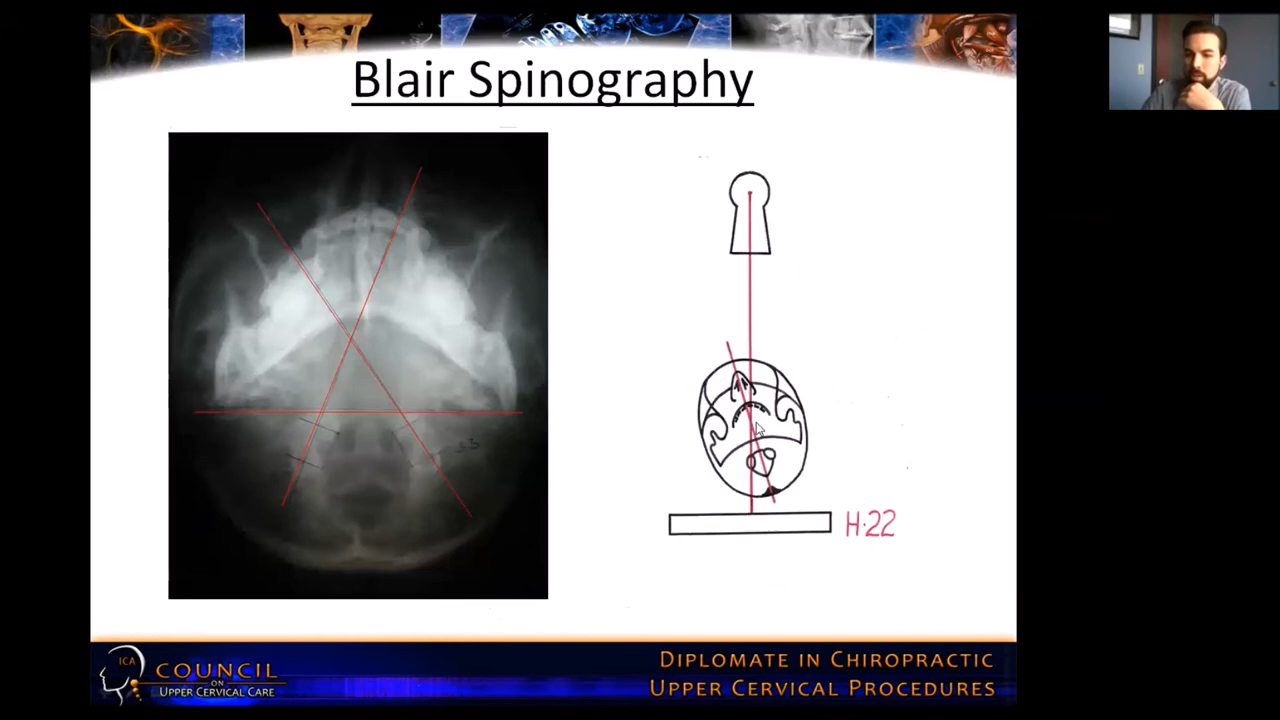 Blair Spinography
H·22
ICA
COUNCIL
ON
UPPER CERVICAL CARE
DIPLOMATE IN CHIROPRACTIC
UPPER CERVICAL PROCEDURES